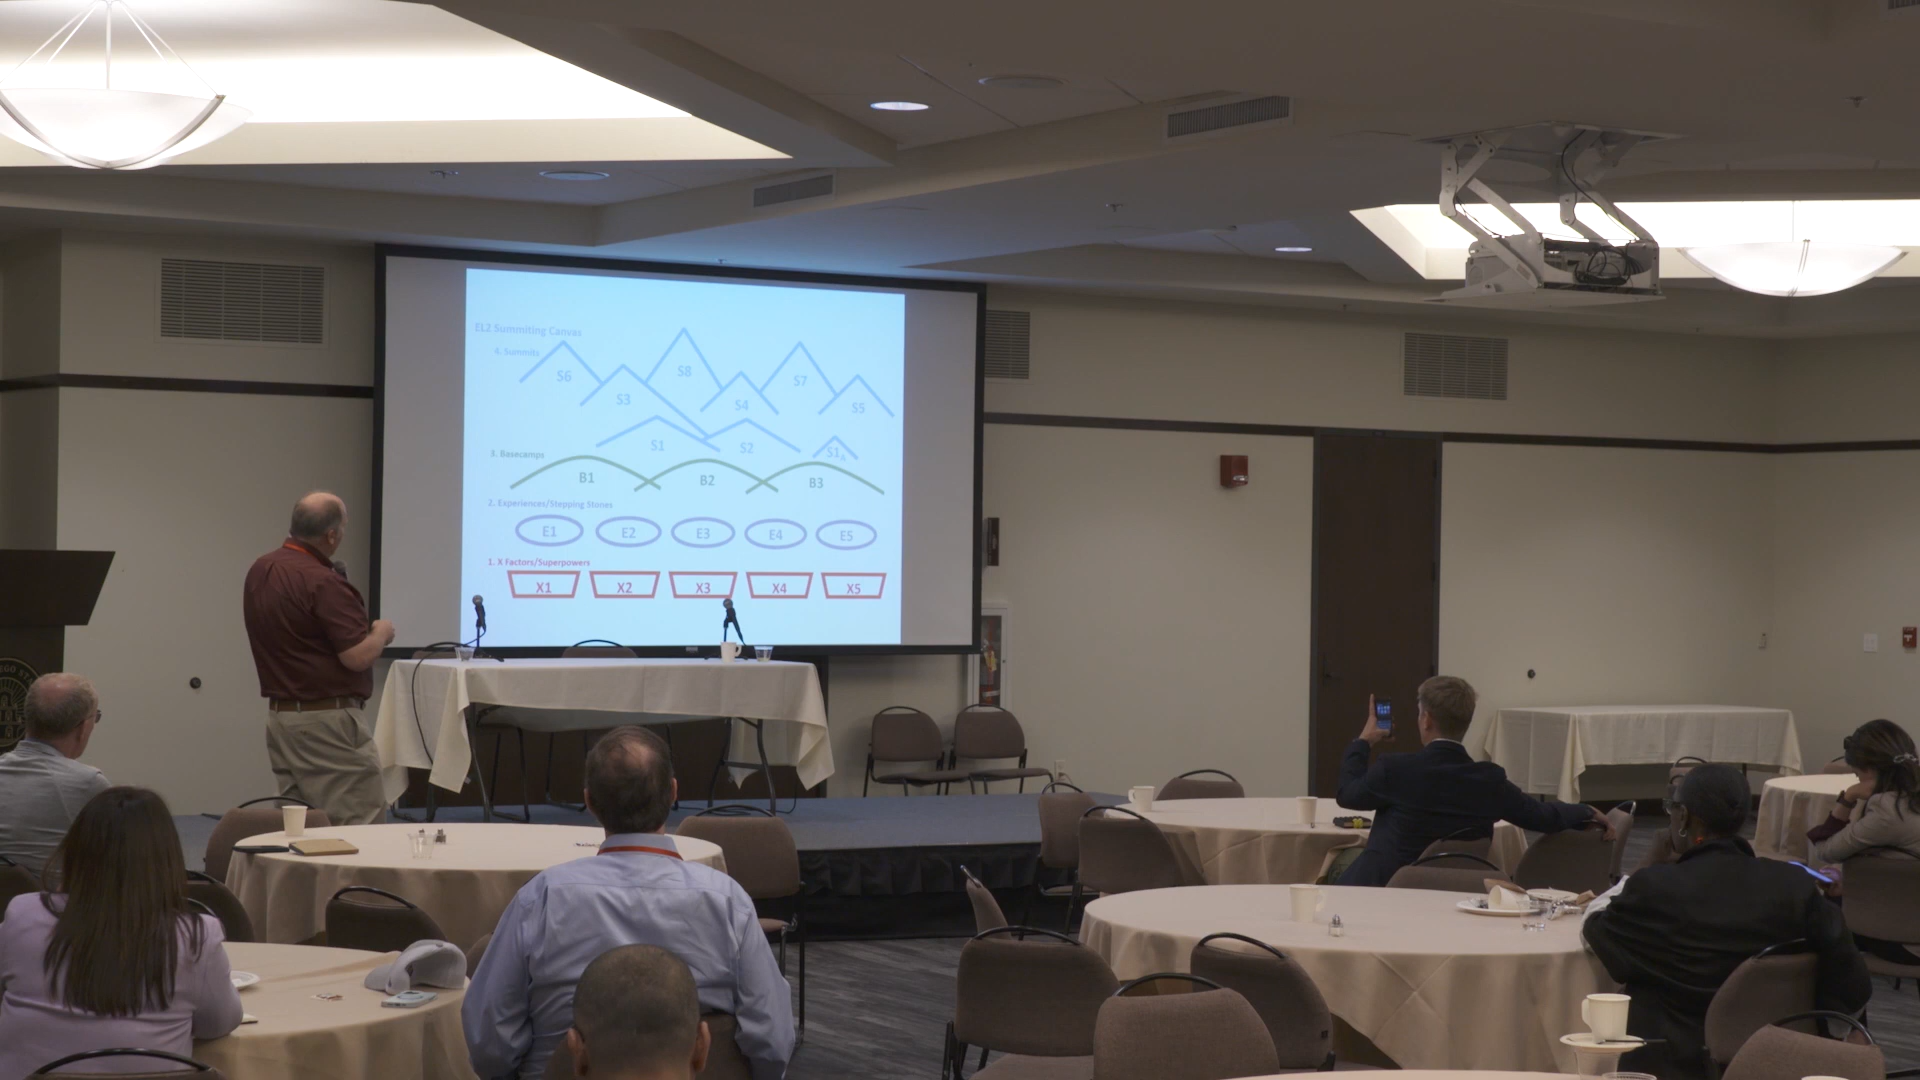 EL2 Summiting Canvas
4. Summits
S6
S8
S7
S3
S4
S5
S1
S2
S1A
3. Basecamps
B1
B2
B3
2. Experiences/Stepping Stones
E1
E2
E3
E4
E5
1. X Factors/Superpowers
X1
X2
X3
X4
X5